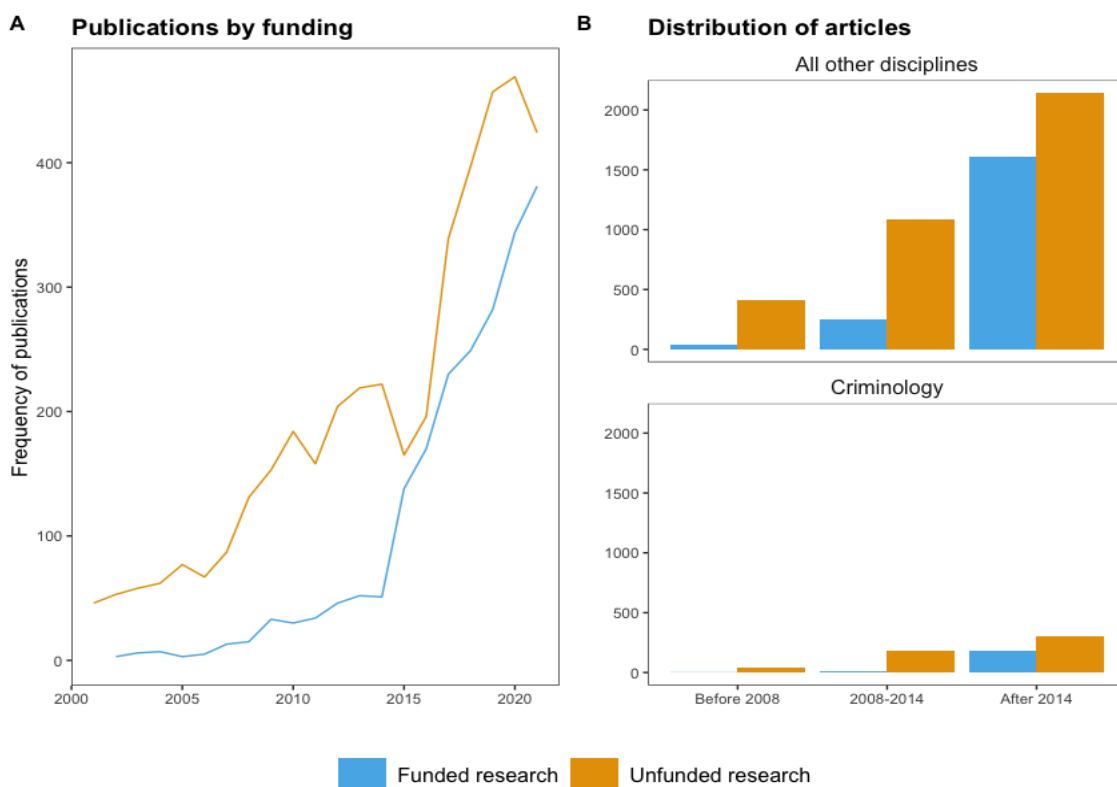 A
Publications by funding
Frequency of publications
400
300
200
100
0
2000
2005
2010
2015
2020
B
Distribution of articles
All other disciplines
2000
1500
1000
500
0
Criminology
2000
1500
1000
500
0
Before 2008
2008-2014
After 2014
Funded research
Unfunded research